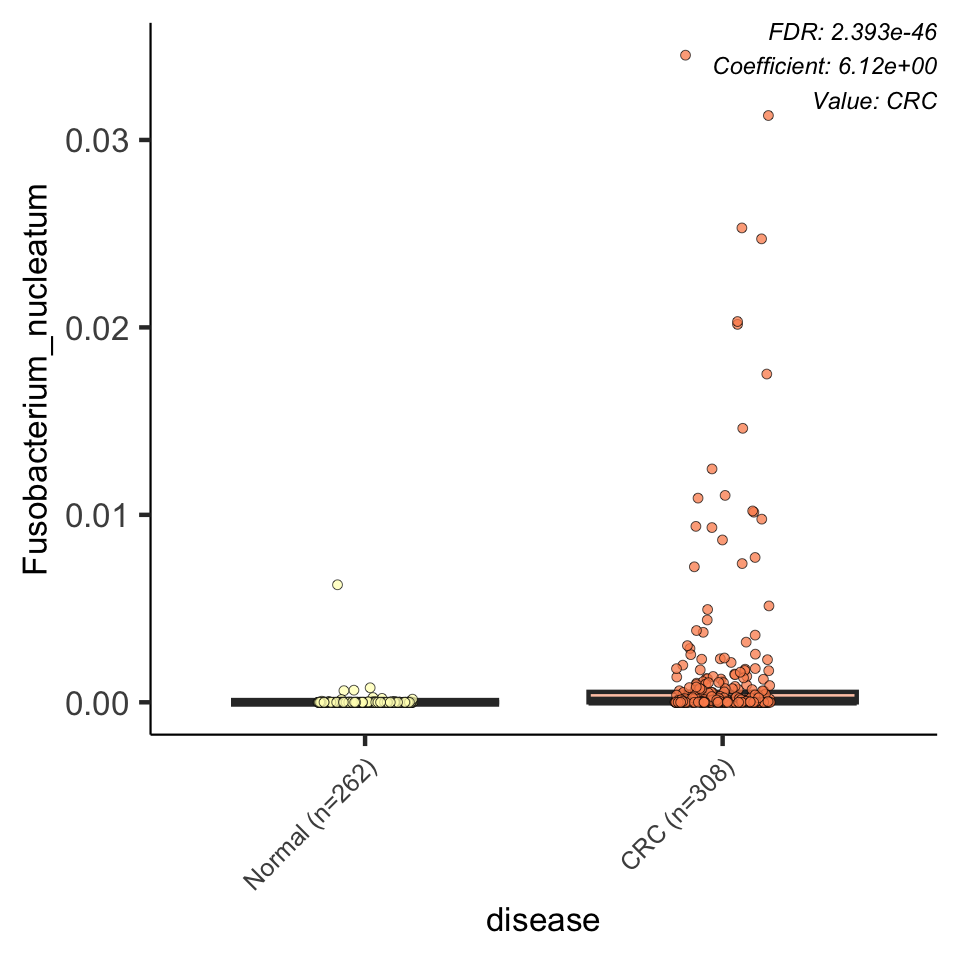 FDR: 2.393e-46
Coefficient: 6.12e+00
Value: CRC
Fusobacterium_nucleatum
0.03
0.02
0.01
0.00
Normal (n=262)
CRC (n=308)
disease